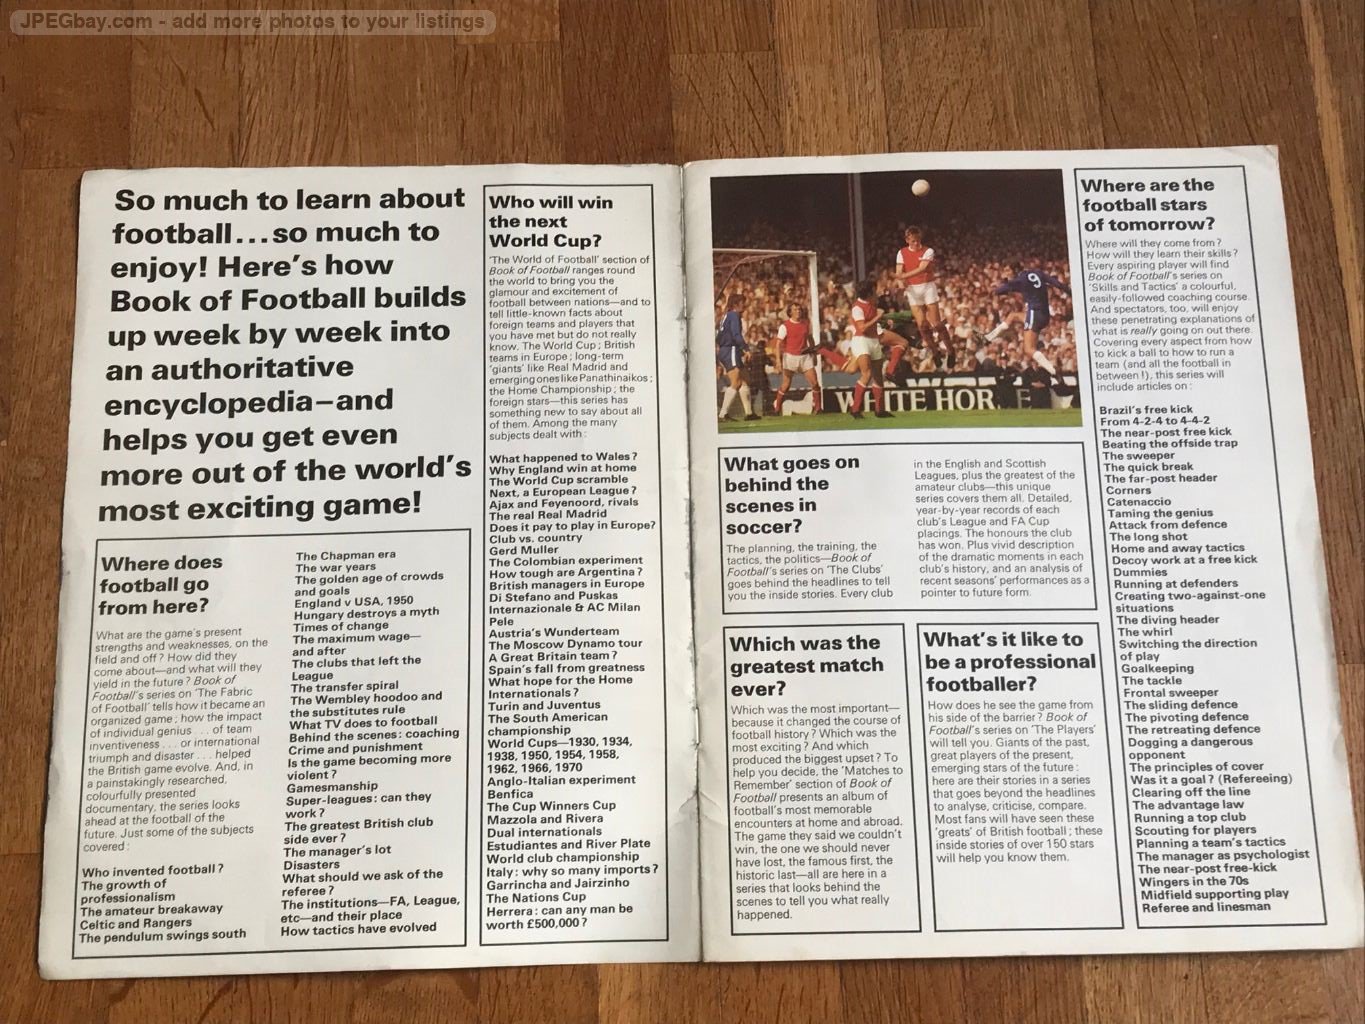 JPEGbay.com - add more photos to your listings
So much to learn about
football...so much to
enjoy! Here's how
Book of Football builds
up week by week into
an authoritative
encyclopedia–and
helps you get even
more out of the world's
most exciting game!
Where does
football go
from here?
What are the game's present
strengths and weaknesses, on the
field and off? How did they
come about—and what will they
yield in the future? Book of
Football's series on 'The Fabric
of Football' tells how it became an
organized game; how the impact
of individual genius . . . of team
inventiveness . . . or international
triumph and disaster . . . helped
the British game evolve. And, in
a painstakingly researched,
colourfully presented
documentary, the series looks
ahead at the football of the
future. Just some of the subjects
covered:
Who invented football?
The growth of
professionalism
The amateur breakaway
Celtic and Rangers
The pendulum swings south
The Chapman era
The war years
The golden age of crowds
and goals
England v USA, 1950
Hungary destroys a myth
Times of change
The maximum wage—
and after
The clubs that left the
League
The transfer spiral
The Wembley hoodoo and
the substitutes rule
What TV does to football
Behind the scenes: coaching
Crime and punishment
Is the game becoming more
violent?
Gamesmanship
Super-leagues: can they
work?
The greatest British club
side ever?
The manager's lot
Disasters
What should we ask of the
referee?
The institutions—FA, League,
etc—and their place
How tactics have evolved
Who will win
the next
World Cup?
'The World of Football' section of
Book of Football ranges round
the world to bring you the
glamour and excitement of
football between nations—and to
tell little-known facts about
foreign teams and players that
you have met but do not really
know. The World Cup; British
teams in Europe; long-term
'giants' like Real Madrid and
emerging ones like Panathinaikos;
the Home Championship; the
foreign stars—this series has
something new to say about all
of them. Among the many
subjects dealt with:
What happened to Wales?
Why England win at home
The World Cup scramble
Next, a European League?
Ajax and Feyenoord, rivals
The real Real Madrid
Does it pay to play in Europe?
Club vs. country
Gerd Muller
The Colombian experiment
How tough are Argentina?
British managers in Europe
Di Stefano and Puskas
Internazionale & AC Milan
Pele
Austria's Wunderteam
The Moscow Dynamo tour
A Great Britain team?
Spain's fall from greatness
What hope for the Home
Internationals?
Turin and Juventus
The South American
championship
World Cups—1930, 1934,
1938, 1950, 1954, 1958,
1962, 1966, 1970
Anglo-Italian experiment
Benfica
The Cup Winners Cup
Mazzola and Rivera
Dual internationals
Estudiantes and River Plate
World club championship
Italy: why so many imports?
Garrincha and Jairzinho
The Nations Cup
Herrera: can any man be
worth £500,000?
9
WHITE HOR E
What goes on
behind the
scenes in
soccer?
The planning, the training, the
tactics, the politics—Book of
Football's series on 'The Clubs'
goes behind the headlines to tell
you the inside stories. Every club
in the English and Scottish
Leagues, plus the greatest of the
amateur clubs—this unique
series covers them all. Detailed,
year-by-year records of each
club's League and FA Cup
placings. The honours the club
has won. Plus vivid description
of the dramatic moments in each
club's history, and an analysis of
recent seasons' performances as a
pointer to future form.
Which was the
greatest match
ever?
Which was the most important—
because it changed the course of
football history? Which was the
most exciting? And which
produced the biggest upset? To
help you decide, the 'Matches to
Remember' section of Book of
Football presents an album of
football's most memorable
encounters at home and abroad.
The game they said we couldn't
win, the one we should never
have lost, the famous first, the
historic last—all are here in a
series that looks behind the
scenes to tell you what really
happened.
What's it like to
be a professional
footballer?
How does he see the game from
his side of the barrier? Book of
Football's series on 'The Players'
will tell you. Giants of the past,
great players of the present,
emerging stars of the future:
here are their stories in a series
that goes beyond the headlines
to analyse, criticise, compare.
Most fans will have seen these
'greats' of British football; these
inside stories of over 150 stars
will help you know them.
Where are the
football stars
of tomorrow?
Where will they come from?
How will they learn their skills?
Every aspiring player will find
Book of Football's series on
'Skills and Tactics' a colourful,
easily-followed coaching course.
And spectators, too, will enjoy
these penetrating explanations of
what is really going on out there.
Covering every aspect from how
to kick a ball to how to run a
team (and all the football in
between!), this series will
include articles on:
Brazil's free kick
From 4-2-4 to 4-4-2
The near-post free kick
Beating the offside trap
The sweeper
The quick break
The far-post header
Corners
Catenaccio
Taming the genius
Attack from defence
The long shot
Home and away tactics
Decoy work at a free kick
Dummies
Running at defenders
Creating two-against-one
situations
The diving header
The whirl
Switching the direction
of play
Goalkeeping
The tackle
Frontal sweeper
The sliding defence
The pivoting defence
The retreating defence
Dogging a dangerous
opponent
The principles of cover
Was it a goal? (Refereeing)
Clearing off the line
The advantage law
Running a top club
Scouting for players
Planning a team's tactics
The manager as psychologist
The near-post free-kick
Wingers in the 70s
Midfield supporting play
Referee and linesman